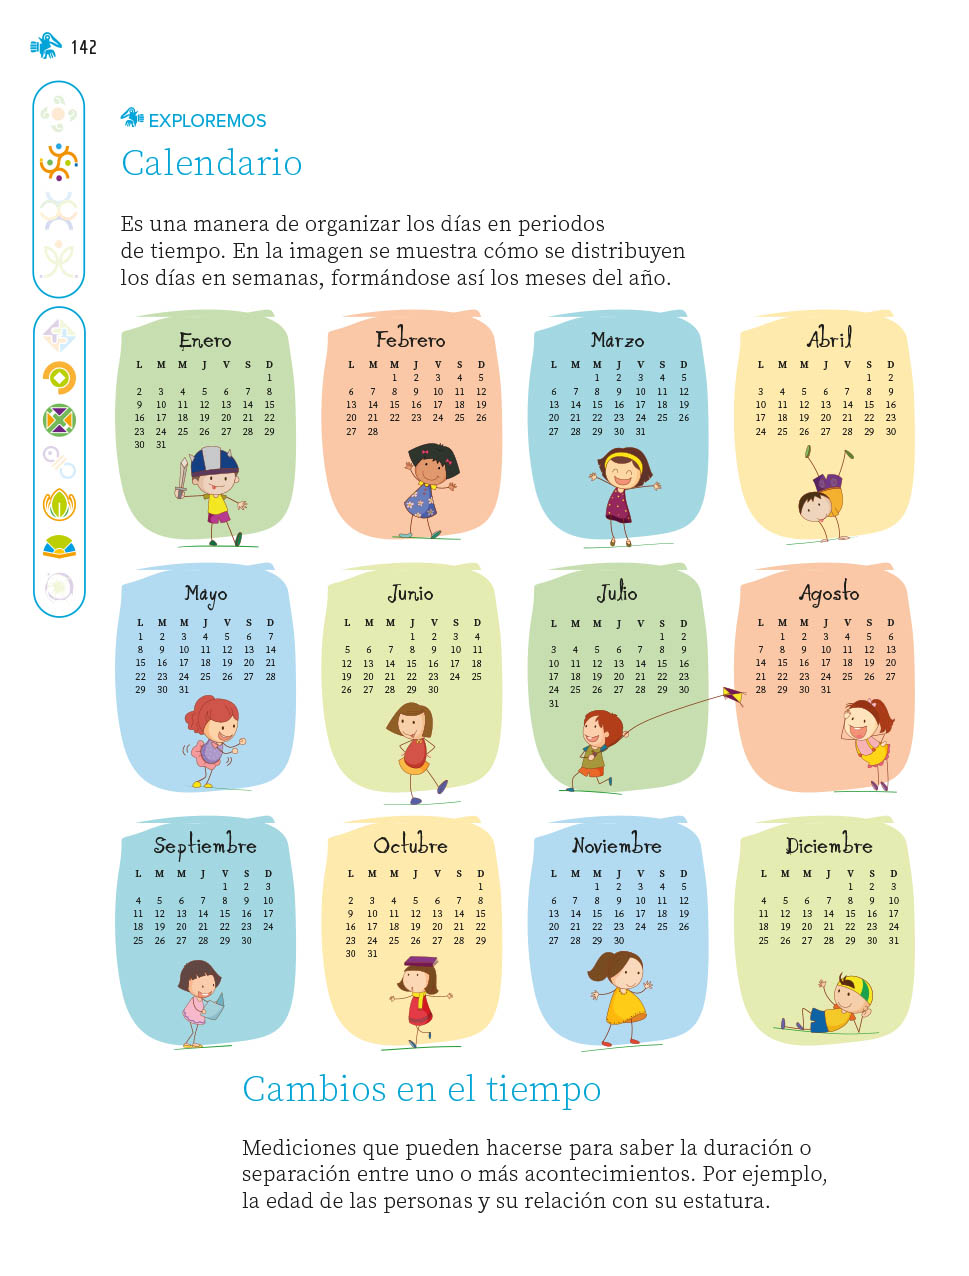 142
EXPLOREMOS
Calendario
Es una manera de organizar los días en periodos
de tiempo. En la imagen se muestra cómo se distribuyen
los días en semanas, formándose así los meses del año.
Enero
L M M J V S D
1
2 3 4 5 6 7 8
9 10 11 12 13 14 15
16 17 18 19 20 21 22
23 24 25 26 27 28 29
30 31
Febrero
L M M J V S D
1 2 3 4 5
6 7 8 9 10 11 12
13 14 15 16 17 18 19
20 21 22 23 24 25 26
27 28
Marzo
L M M J V S D
1 2 3 4 5
6 7 8 9 10 11 12
13 14 15 16 17 18 19
20 21 22 23 24 25 26
27 28 29 30 31
Abril
L M M J V S D
1 2
3 4 5 6 7 8 9
10 11 12 13 14 15 16
17 18 19 20 21 22 23
24 25 26 27 28 29 30
Mayo
L M M J V S D
1 2 3 4 5 6 7
8 9 10 11 12 13 14
15 16 17 18 19 20 21
22 23 24 25 26 27 28
29 30 31
Junio
L M M J V S D
1 2 3 4
5 6 7 8 9 10 11
12 13 14 15 16 17 18
19 20 21 22 23 24 25
26 27 28 29 30
Julio
L M M J V S D
1 2
3 4 5 6 7 8 9
10 11 12 13 14 15 16
17 18 19 20 21 22 23
24 25 26 27 28 29 30
31
Agosto
L M M J V S D
1 2 3 4 5 6
7 8 9 10 11 12 13
14 15 16 17 18 19 20
21 22 23 24 25 26 27
28 29 30 31
Septiembre
L M M J V S D
1 2 3
4 5 6 7 8 9 10
11 12 13 14 15 16 17
18 19 20 21 22 23 24
25 26 27 28 29 30
Octubre
L M M J V S D
1
2 3 4 5 6 7 8
9 10 11 12 13 14 15
16 17 18 19 20 21 22
23 24 25 26 27 28 29
30 31
Noviembre
L M M J V S D
1 2 3 4 5
6 7 8 9 10 11 12
13 14 15 16 17 18 19
20 21 22 23 24 25 26
27 28 29 30
Diciembre
L M M J V S D
1 2 3
4 5 6 7 8 9 10
11 12 13 14 15 16 17
18 19 20 21 22 23 24
25 26 27 28 29 30 31
Cambios en el tiempo
Mediciones que pueden hacerse para saber la duración o
separación entre uno o más acontecimientos. Por ejemplo,
la edad de las personas y su relación con su estatura.